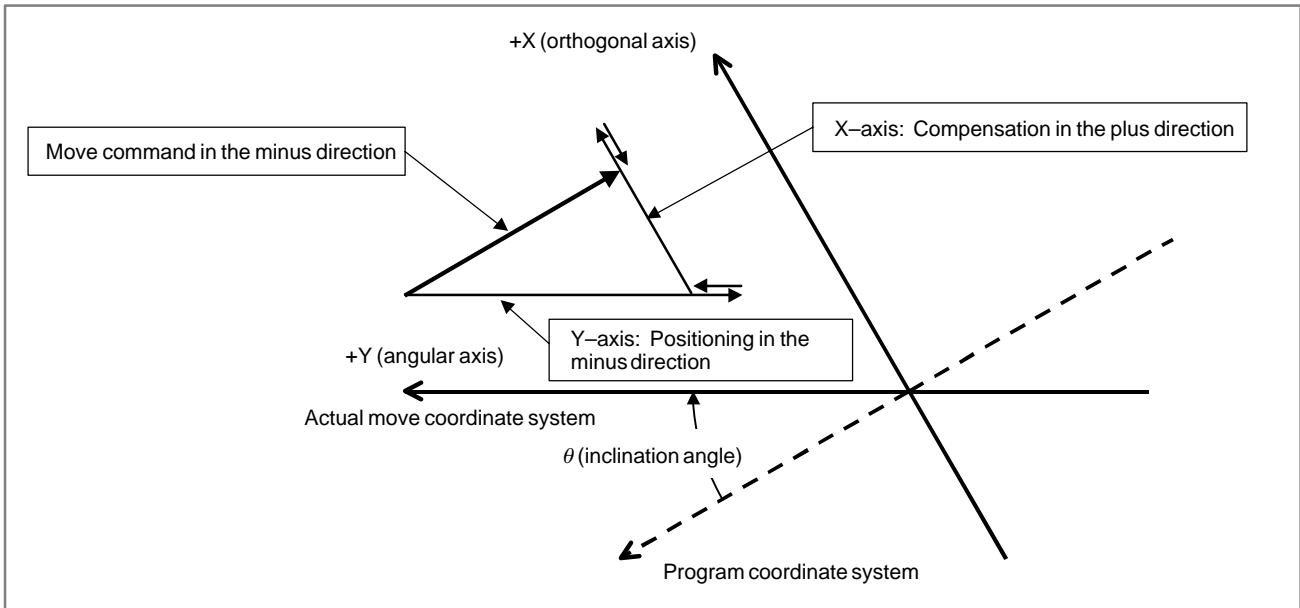 +X (orthogonal axis)
X–axis: Compensation in the plus direction
Move command in the minus direction
Y–axis: Positioning in the
minus direction
+Y (angular axis)
Actual move coordinate system
θ (inclination angle)
Program coordinate system